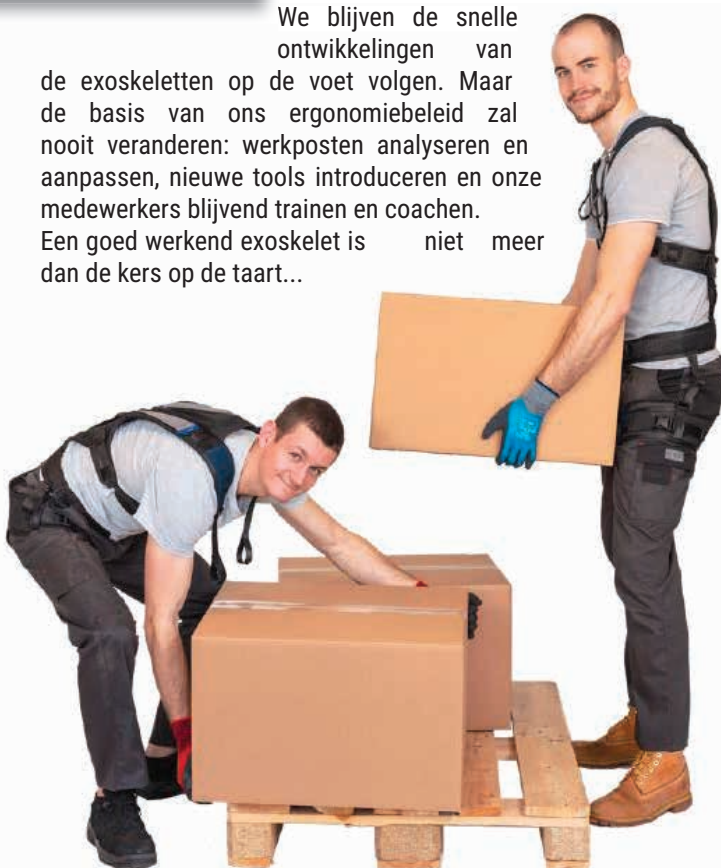 We blijven de snelle
ontwikkelingen van
de exoskeletten op de voet volgen. Maar
de basis van ons ergonomiebeleid zal
nooit veranderen: werkposten analyseren en
aanpassen, nieuwe tools introduceren en onze
medewerkers blijvend trainen en coachen.
Een goed werkend exoskelet is niet meer
dan de kers op de taart...